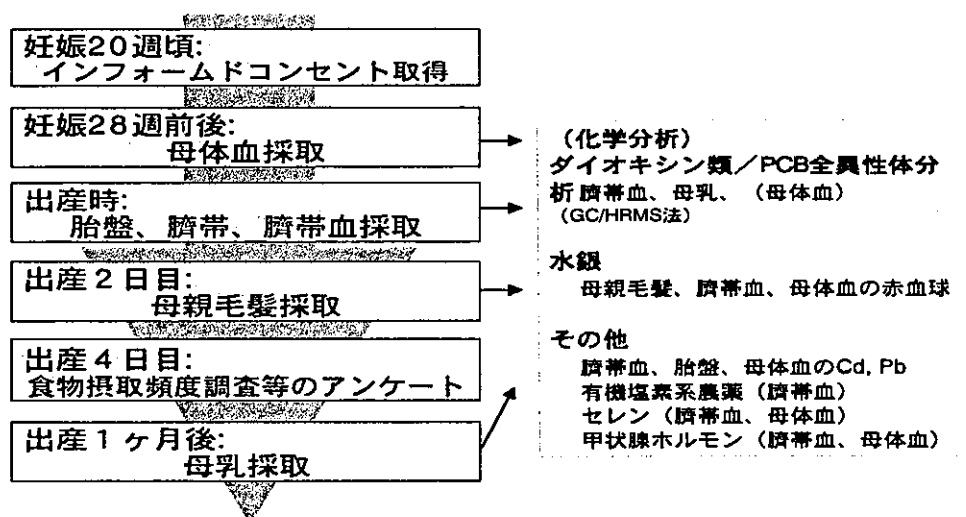 妊娠20週頃:
インフォームドコンセント取得
妊娠28週前後:
母体血採取
出産時:
胎盤、臍帯、臍帯血採取
出産2日目:
母親毛髪採取
出産4日目:
食物摂取頻度調査等のアンケート
出産1ヶ月後:
母乳採取
（化学分析）
ダイオキシン類／PCB全異性体分
析臍帯血、母乳、（母体血）
（GC/HRMS法）
水銀
母親毛髪、臍帯血、母体血の赤血球
その他
臍帯血、胎盤、母体血のCd, Pb
有機塩素系農薬（臍帯血）
セレン（臍帯血、母体血）
甲状腺ホルモン（臍帯血、母体血）